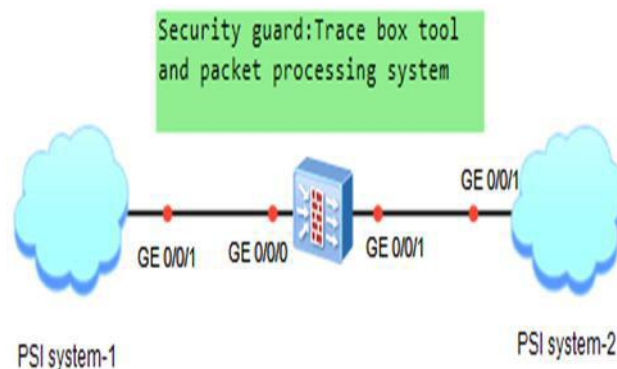 Security guard:Trace box tool
and packet processing system
GE 0/0/1
GE 0/0/1
GE 0/0/0
GE 0/0/1
PSI system-1
PSI system-2